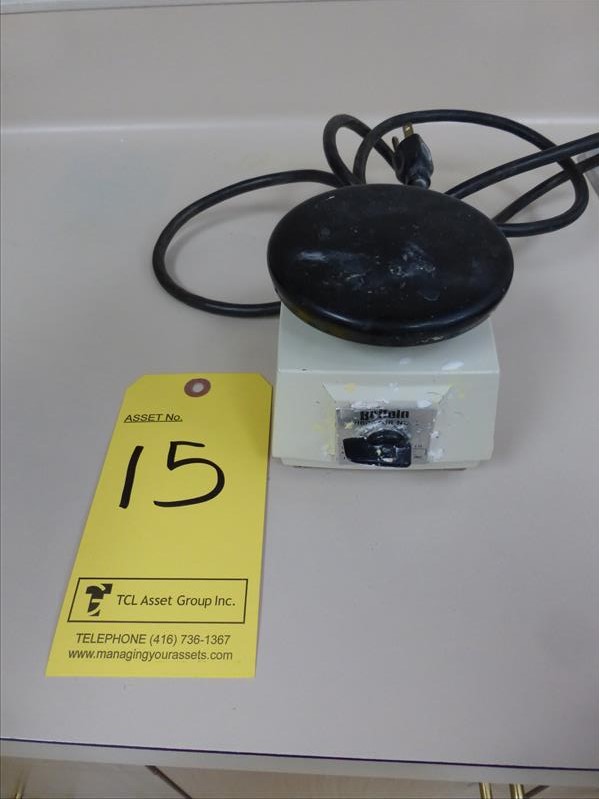 ASSET No.
15
TCL Asset Group Inc.
TELEPHONE (416) 736-1367
www.managingyourassets.com